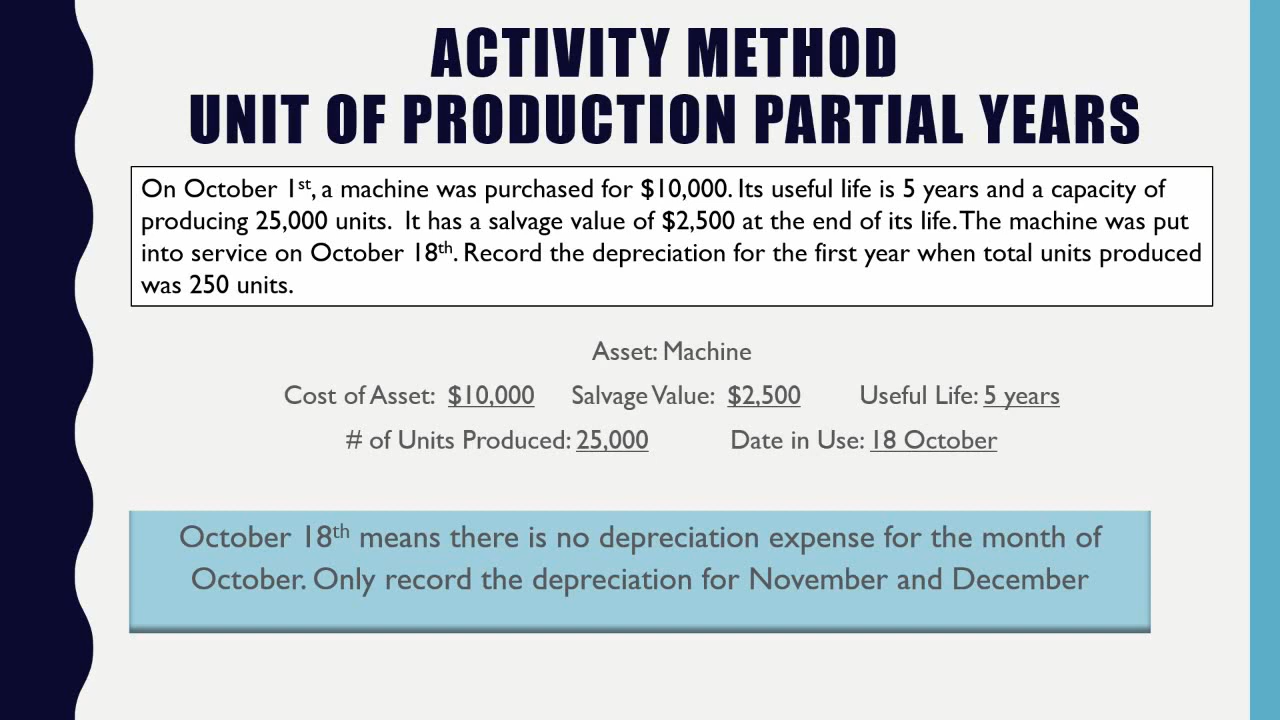 ACTIVITY METHOD
UNIT OF PRODUCTION PARTIAL YEARS
On October 1st, a machine was purchased for $10,000. Its useful life is 5 years and a capacity of
producing 25,000 units. It has a salvage value of $2,500 at the end of its life. The machine was put
into service on October 18th. Record the depreciation for the first year when total units produced
was 250 units.
Asset: Machine
Cost of Asset: $10,000 Salvage Value: $2,500 Useful Life: 5 years
# of Units Produced: 25,000 Date in Use: 18 October
October 18th means there is no depreciation expense for the month of
October. Only record the depreciation for November and December